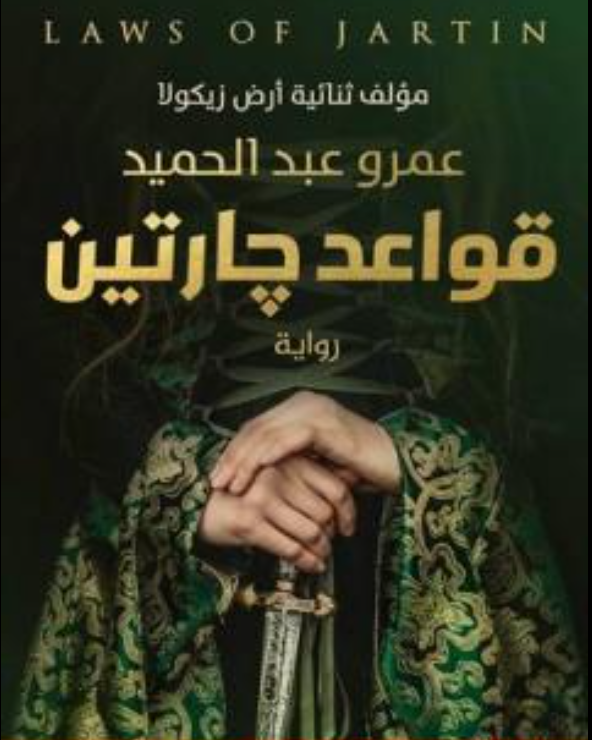 LAWS OF JARTIN
مؤلف ثنائية أرض زيكولا
عمرو عبد الحميد
قواعد چارتين
رواية